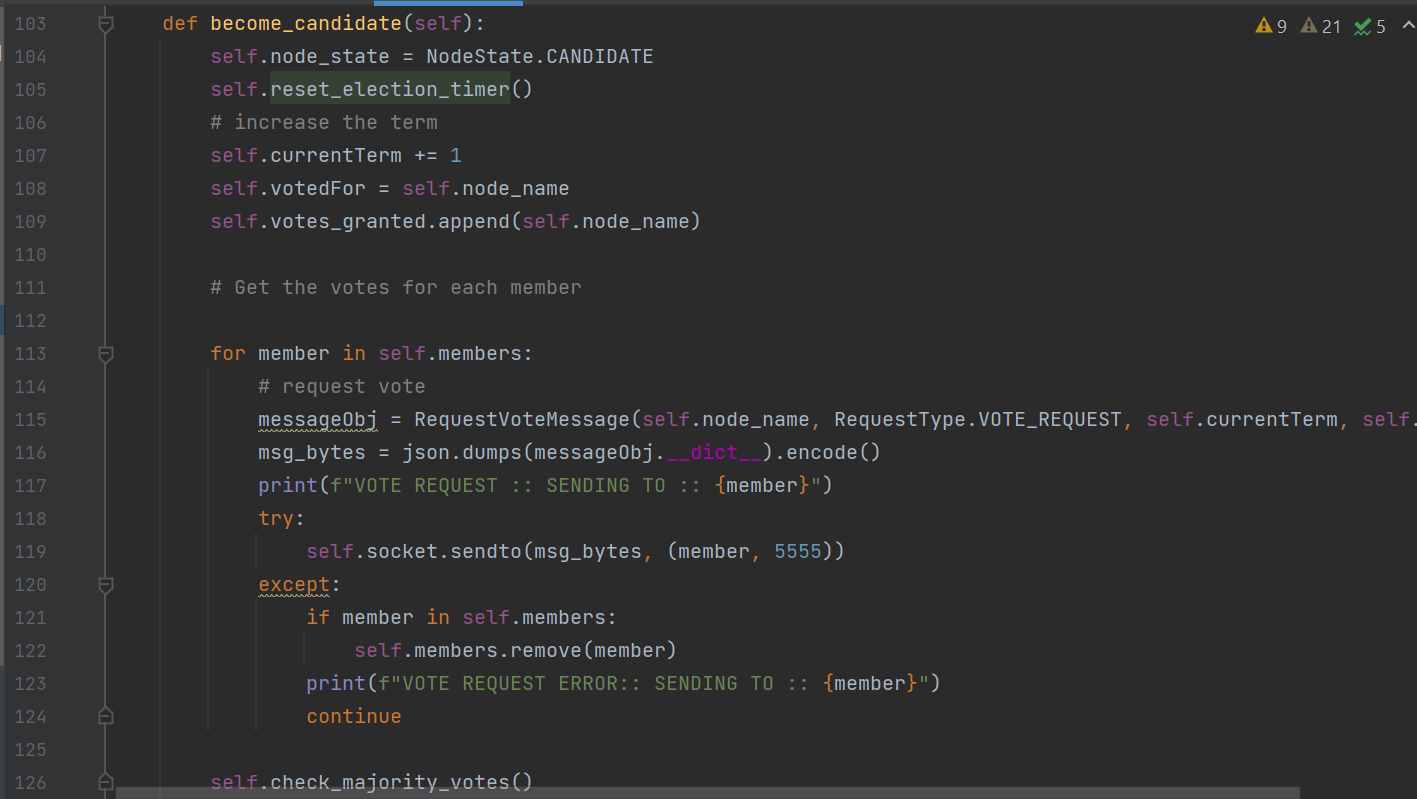 103 def become_candidate(self): 9 21 5
104 self.node_state = NodeState.CANDIDATE
105 self.reset_election_timer()
106 # increase the term
107 self.currentTerm += 1
108 self.votedFor = self.node_name
109 self.votes_granted.append(self.node_name)
110
111 # Get the votes for each member
112
113 for member in self.members:
114 # request vote
115 messageObj = RequestVoteMessage(self.node_name, RequestType.VOTE_REQUEST, self.currentTerm, self.
116 msg_bytes = json.dumps(messageObj.__dict__).encode()
117 print(f"VOTE REQUEST :: SENDING TO :: {member}")
118 try:
119 self.socket.sendto(msg_bytes, (member, 5555))
120 except:
121 if member in self.members:
122 self.members.remove(member)
123 print(f"VOTE REQUEST ERROR:: SENDING TO :: {member}")
124 continue
125
126 self.check_majority_votes()